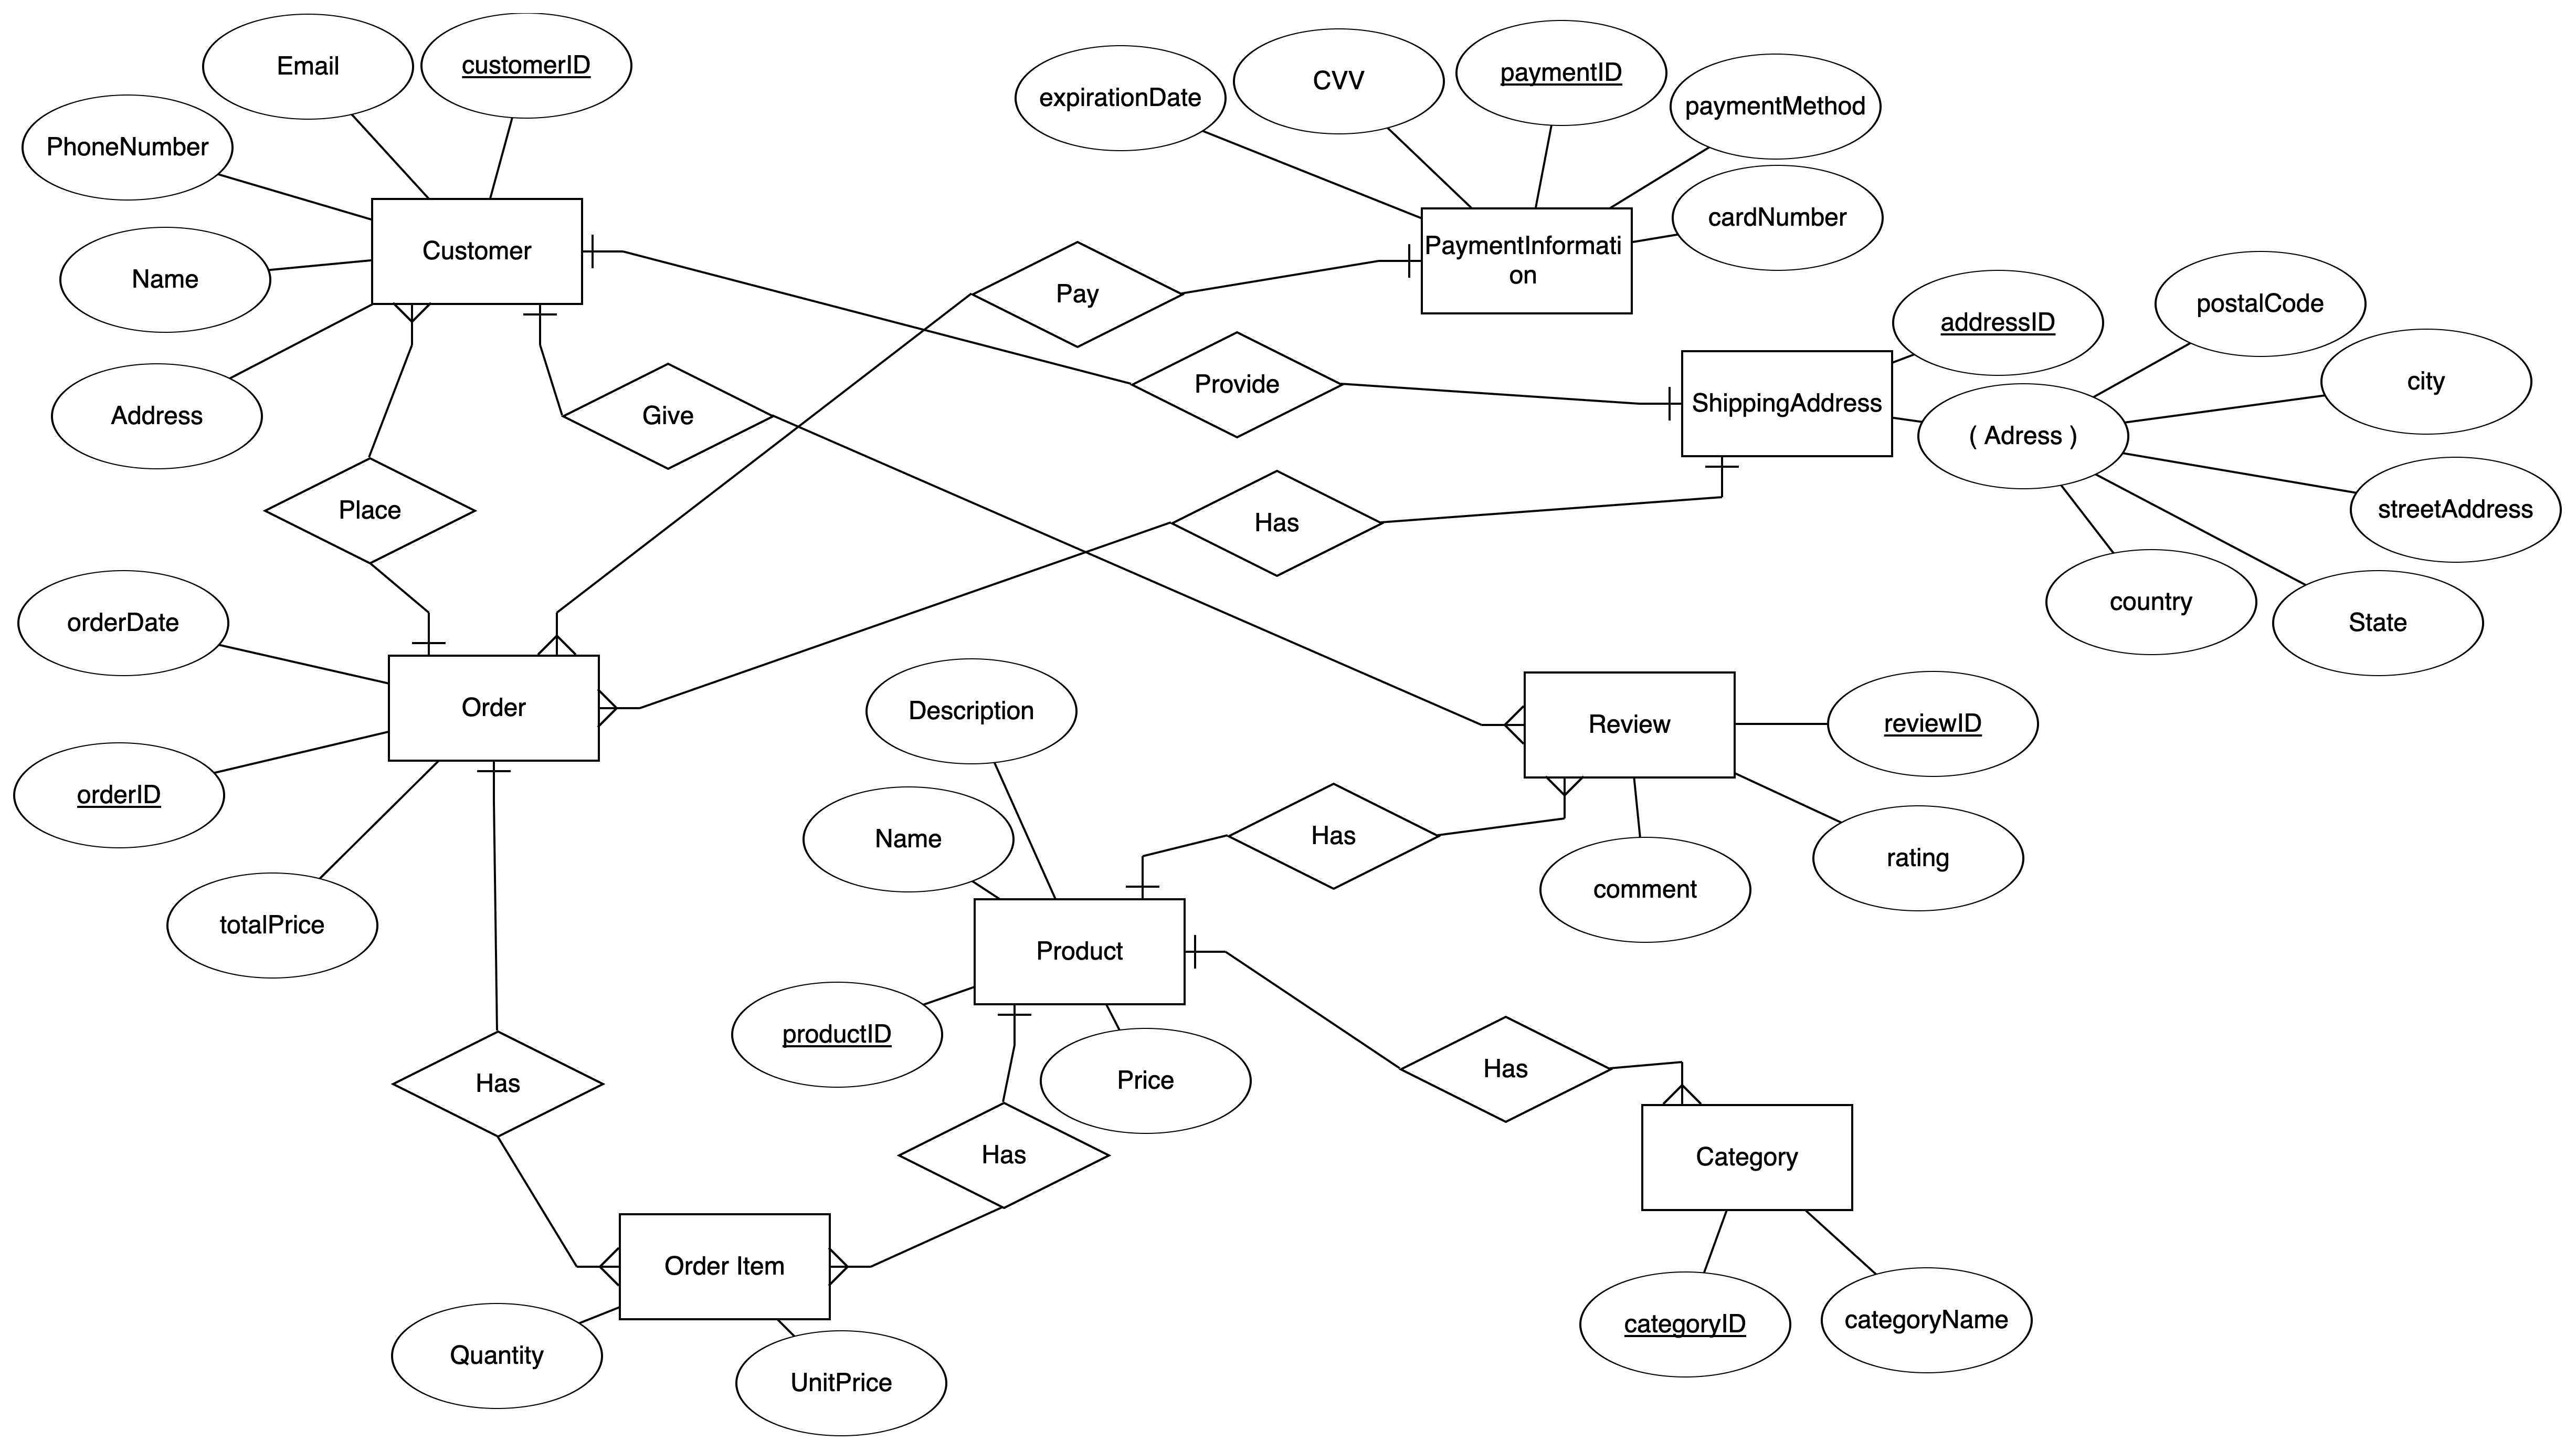 Email
customerID
expirationDate
CVV
paymentID
paymentMethod
PhoneNumber
cardNumber
Customer
PaymentInformati
on
Name
Pay
addressID
postalCode
city
Address
Give
Provide
ShippingAddress
( Adress )
Place
Has
streetAddress
country
State
orderDate
Order
Description
Review
reviewID
orderID
Name
Has
comment
rating
totalPrice
Product
productID
Price
Has
Has
Has
Category
Order Item
categoryID
categoryName
Quantity
UnitPrice